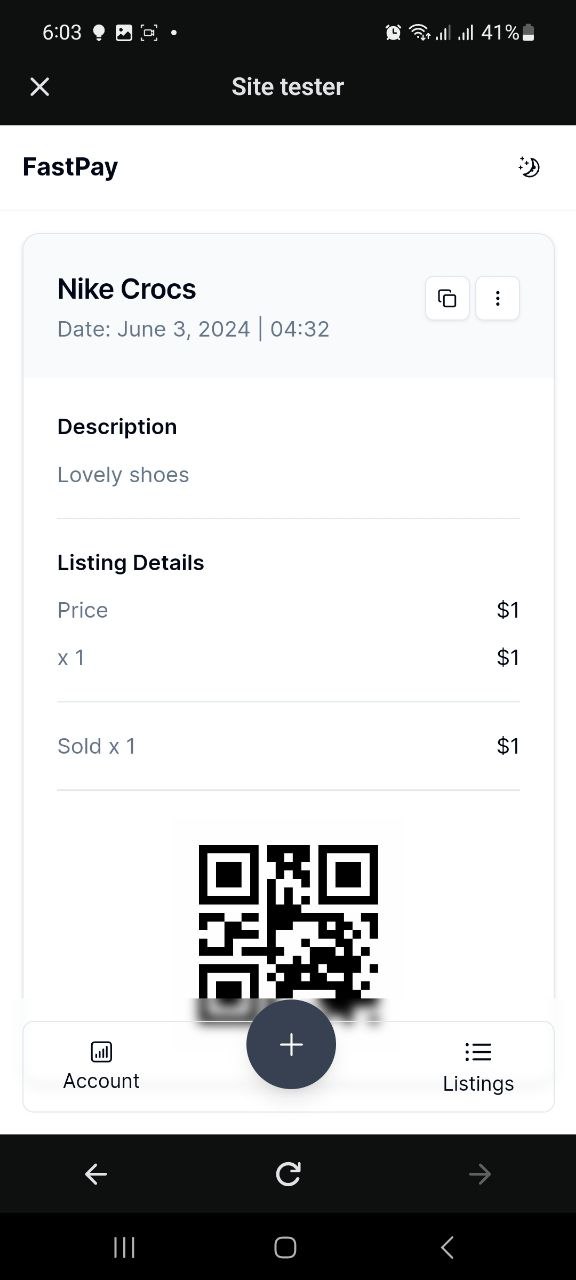 6:03 41%
Site tester
FastPay
Nike Crocs
Date: June 3, 2024 | 04:32
Description
Lovely shoes
Listing Details
Price $1
x 1 $1
Sold x 1 $1
Account
Listings